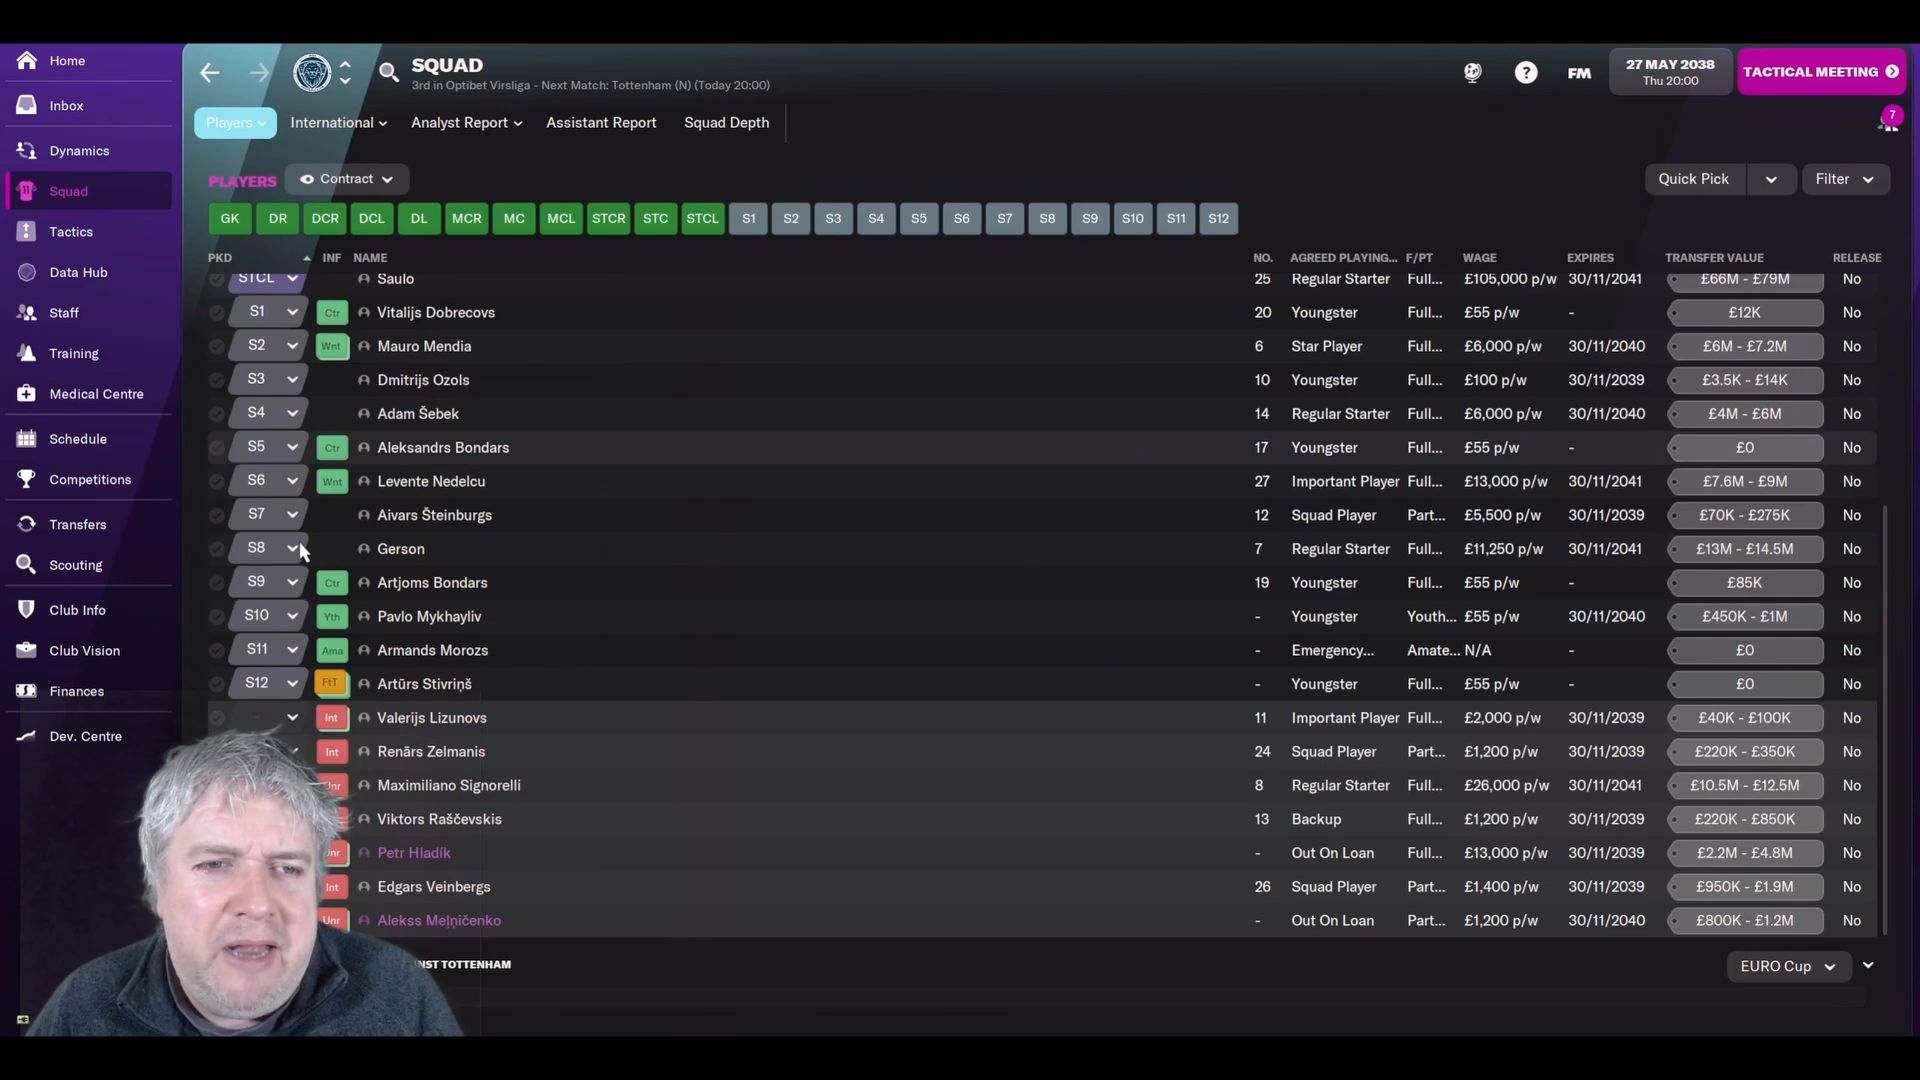 Home
Inbox
Dynamics
Squad
Tactics
Data Hub
Staff
Training
Medical Centre
Schedule
Competitions
Transfers
Scouting
Club Info
Club Vision
Finances
Dev. Centre
SQUAD
3rd in Optibet Virsliga - Next Match: Tottenham (N) (Today 20:00)
? FM 27 MAY 2038 TACTICAL MEETING
Thu 20:00
Players International Analyst Report Assistant Report Squad Depth 7
PLAYERS Contract Quick Pick Filter
GK DR DCR DCL DL MCR MC MCL STCR STC STCL S1 S2 S3 S4 S5 S6 S7 S8 S9 S10 S11 S12
PKD INF NAME NO. AGREED PLAYING... F/PT WAGE EXPIRES TRANSFER VALUE RELEASE
STCL Saulo 25 Regular Starter Full... £105,000 p/w 30/11/2041 £66M - £79M No
S1 Ctr Vitalijs Dobrecovs 20 Youngster Full... £55 p/w - £12K No
S2 Wnt Mauro Mendia 6 Star Player Full... £6,000 p/w 30/11/2040 £6M - £7.2M No
S3 Dmitrijs Ozols 10 Youngster Full... £100 p/w 30/11/2039 £3.5K - £14K No
S4 Adam Šebek 14 Regular Starter Full... £6,000 p/w 30/11/2040 £4M - £6M No
S5 Ctr Aleksandrs Bondars 17 Youngster Full... £55 p/w - £0 No
S6 Wnt Levente Nedelcu 27 Important Player Full... £13,000 p/w 30/11/2041 £7.6M - £9M No
S7 Aivars Šteinburgs 12 Squad Player Part... £5,500 p/w 30/11/2039 £70K - £275K No
S8 Gerson 7 Regular Starter Full... £11,250 p/w 30/11/2041 £13M - £14.5M No
S9 Ctr Artjoms Bondars 19 Youngster Full... £55 p/w - £85K No
S10 Yth Pavlo Mykhayliv - Youngster Youth... £55 p/w 30/11/2040 £450K - £1M No
S11 Ama Armands Morozs - Emergency... Amate... N/A - £0 No
S12 FtT Artūrs Stivriņš - Youngster Full... £55 p/w - £0 No
- Int Valerijs Lizunovs 11 Important Player Full... £2,000 p/w 30/11/2039 £40K - £100K No
Int Renārs Zelmanis 24 Squad Player Part... £1,200 p/w 30/11/2039 £220K - £350K No
Unr Maximiliano Signorelli 8 Regular Starter Full... £26,000 p/w 30/11/2041 £10.5M - £12.5M No
Viktors Raščevskis 13 Backup Full... £1,200 p/w 30/11/2039 £220K - £850K No
Unr Petr Hladík - Out On Loan Full... £13,000 p/w 30/11/2039 £2.2M - £4.8M No
Int Edgars Veinbergs 26 Squad Player Part... £1,400 p/w 30/11/2039 £950K - £1.9M No
Unr Alekss Meļņičenko - Out On Loan Part... £1,200 p/w 30/11/2040 £800K - £1.2M No
NST TOTTENHAM EURO Cup